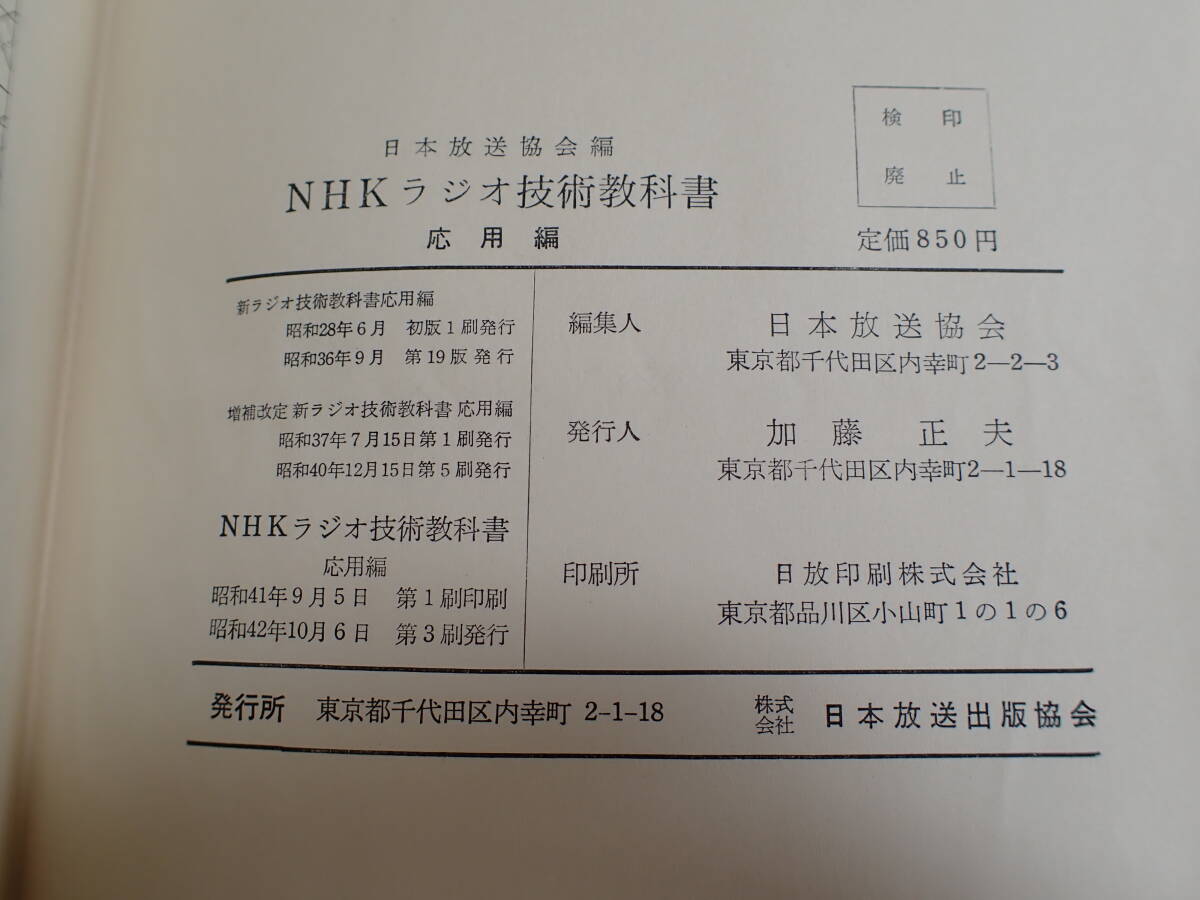 検印
廃止
定価850円
日本放送協会編
NHKラジオ技術教科書
応用編
新ラジオ技術教科書応用編
昭和28年6月 初版1刷発行
昭和36年9月 第19版発行
増補改定 新ラジオ技術教科書 応用編
昭和37年7月15日第1刷発行
昭和40年12月15日第5刷発行
NHKラジオ技術教科書
応用編
昭和41年9月5日 第1刷印刷
昭和42年10月6日 第3刷発行
編集人 日本放送協会
東京都千代田区内幸町2―2―3
発行人 加藤 正夫
東京都千代田区内幸町2―1―18
印刷所 日放印刷株式会社
東京都品川区小山町1の1の6
発行所 東京都千代田区内幸町 2-1-18 株式会社 日本放送出版協会